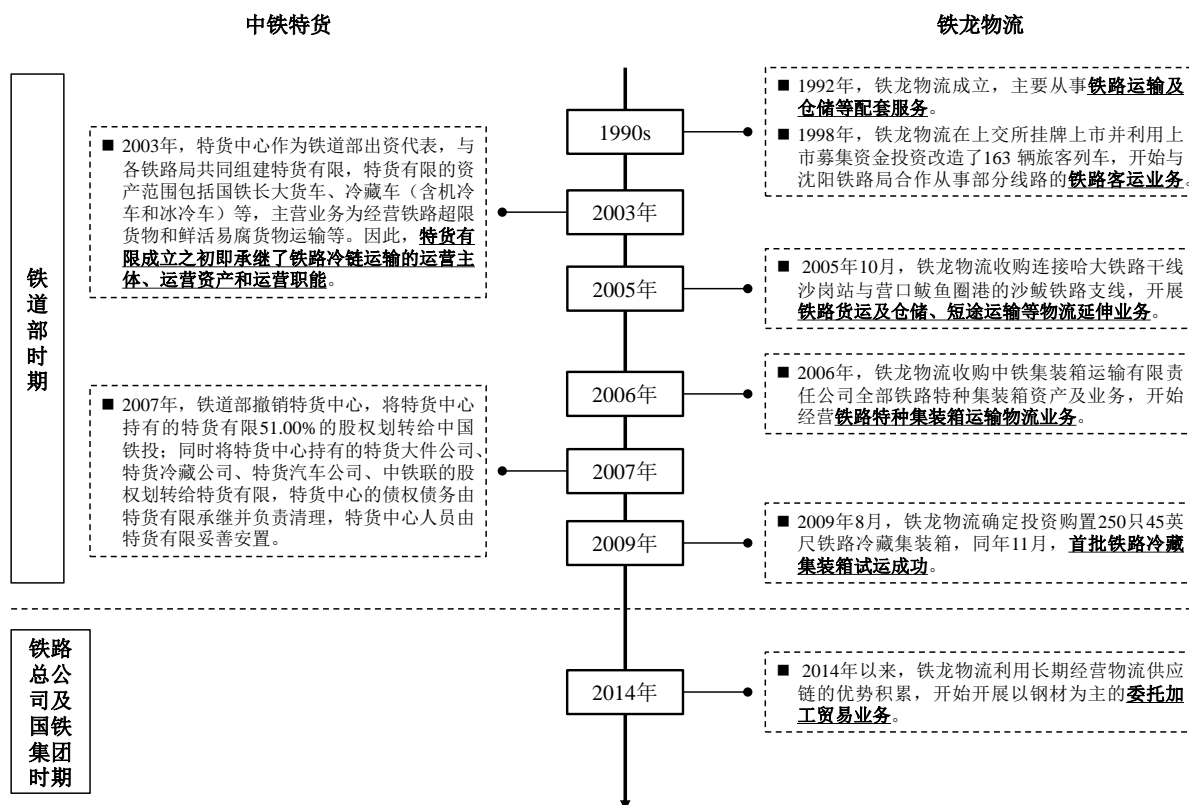 中铁特货
铁龙物流
铁道部时期
1990s
■ 1992年，铁龙物流成立，主要从事铁路运输及
仓储等配套服务。
■ 1998年，铁龙物流在上交所挂牌上市并利用上
市募集资金投资改造了163 辆旅客列车，开始与
沈阳铁路局合作从事部分线路的铁路客运业务。
■ 2003年，特货中心作为铁道部出资代表，与
各铁路局共同组建特货有限，特货有限的资
产范围包括国铁长大货车、冷藏车（含机冷
车和冰冷车）等，主营业务为经营铁路超限
货物和鲜活易腐货物运输等。因此，特货有
限成立之初即承继了铁路冷链运输的运营主
体、运营资产和运营职能。
2003年
2005年
■ 2005年10月，铁龙物流收购连接哈大铁路干线
沙岗站与营口鲅鱼圈港的沙鲅铁路支线，开展
铁路货运及仓储、短途运输等物流延伸业务。
2006年
■ 2006年，铁龙物流收购中铁集装箱运输有限责
任公司全部铁路特种集装箱资产及业务，开始
经营铁路特种集装箱运输物流业务。
■ 2007年，铁道部撤销特货中心，将特货中心
持有的特货有限51.00%的股权划转给中国
铁投；同时将特货中心持有的特货大件公司、
特货冷藏公司、特货汽车公司、中铁联的股
权划转给特货有限，特货中心的债权债务由
特货有限承继并负责清理，特货中心人员由
特货有限妥善安置。
2007年
2009年
■ 2009年8月，铁龙物流确定投资购置250只45英
尺铁路冷藏集装箱，同年11月，首批铁路冷藏
集装箱试运成功。
铁路
总公
司及
国铁
集团
时期
2014年
■ 2014年以来，铁龙物流利用长期经营物流供应
链的优势积累，开始开展以钢材为主的委托加
工贸易业务。